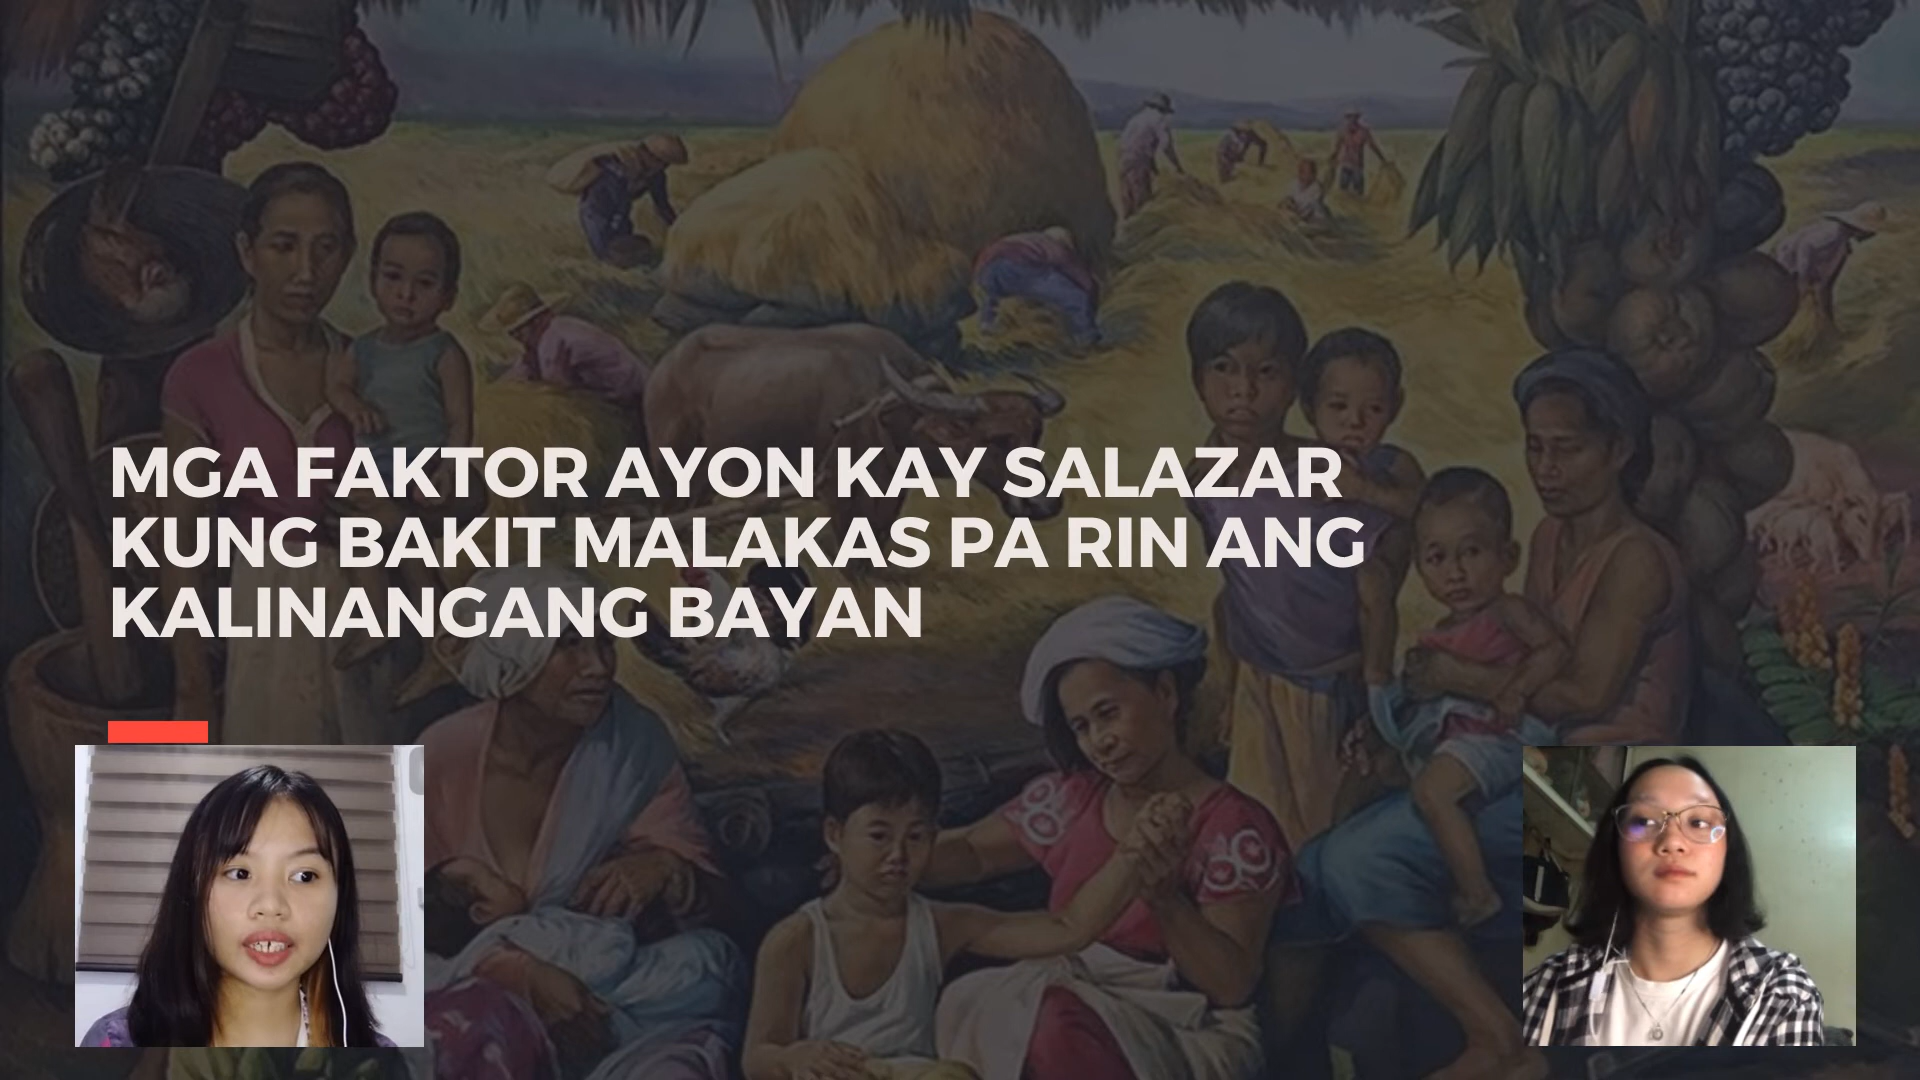 MGA FAKTOR AYON KAY SALAZAR
KUNG BAKIT MALAKAS PA RIN ANG
KALINANGANG BAYAN